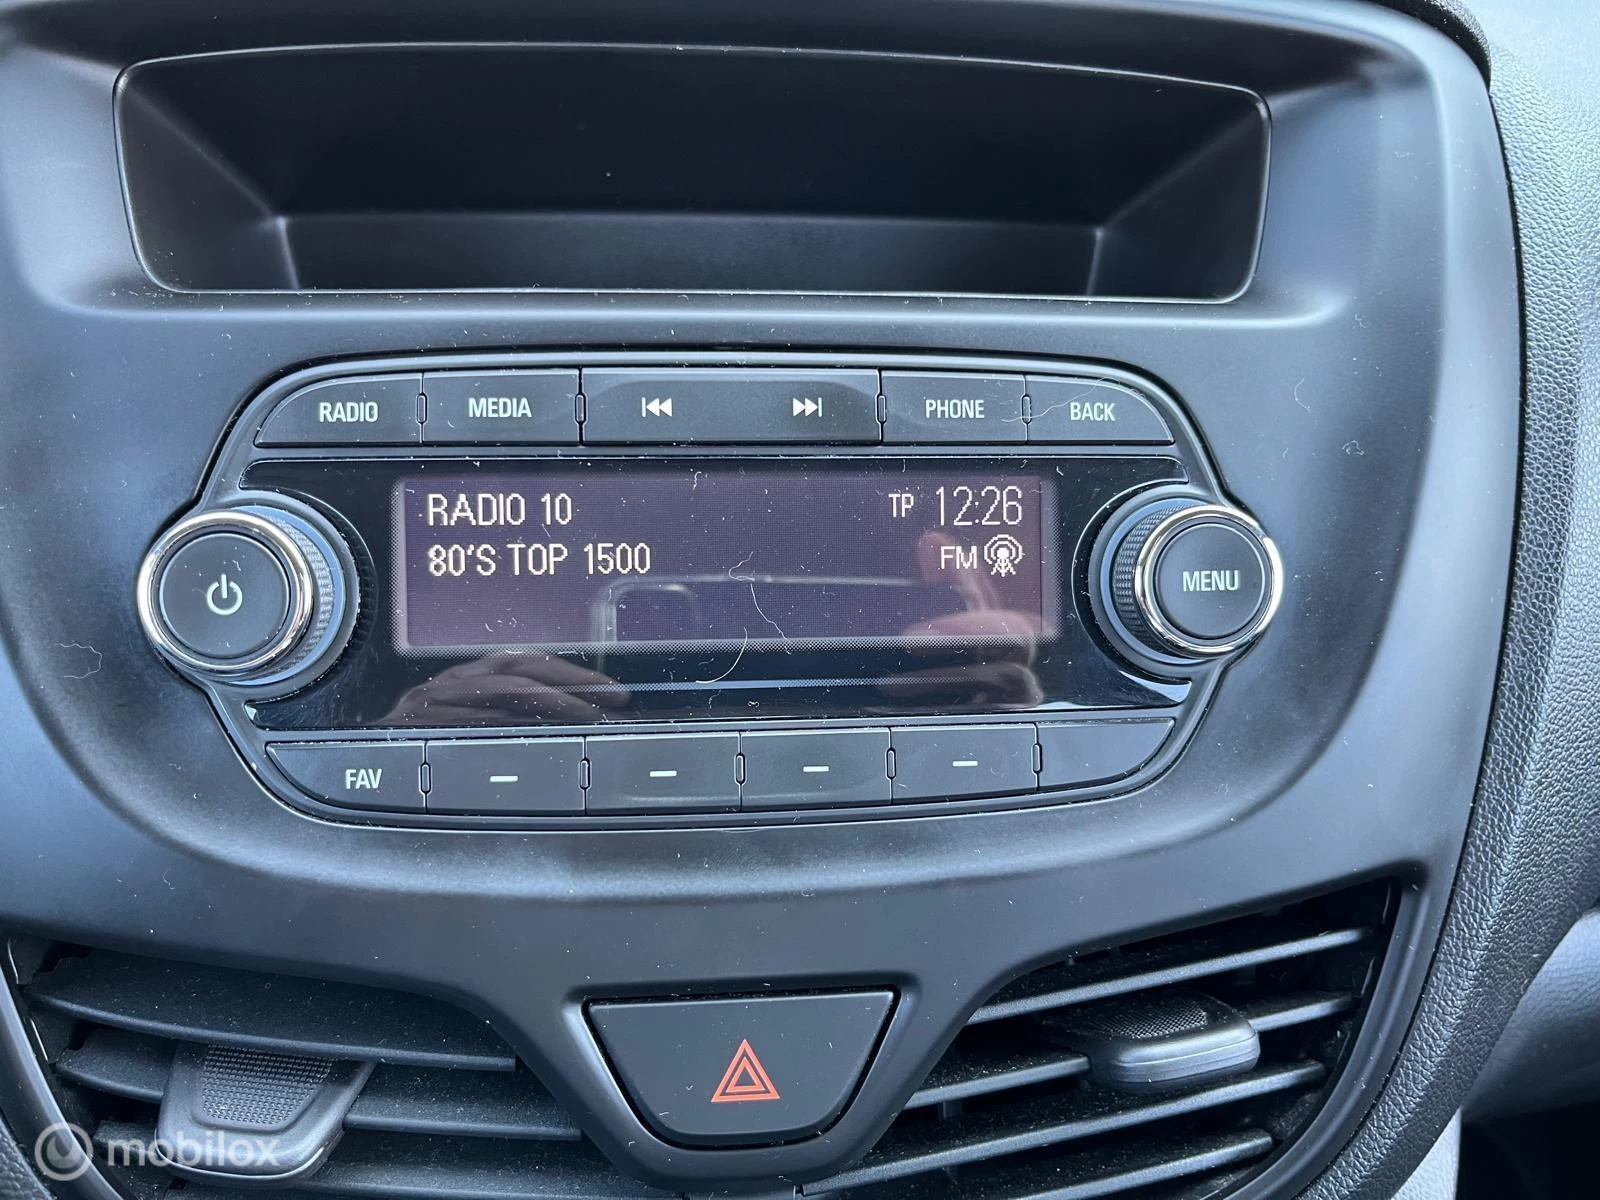 RADIO MEDIA PHONE BACK
RADIO 10 TP 12:26
80'S TOP 1500 FM
MENU
FAV
mobilox